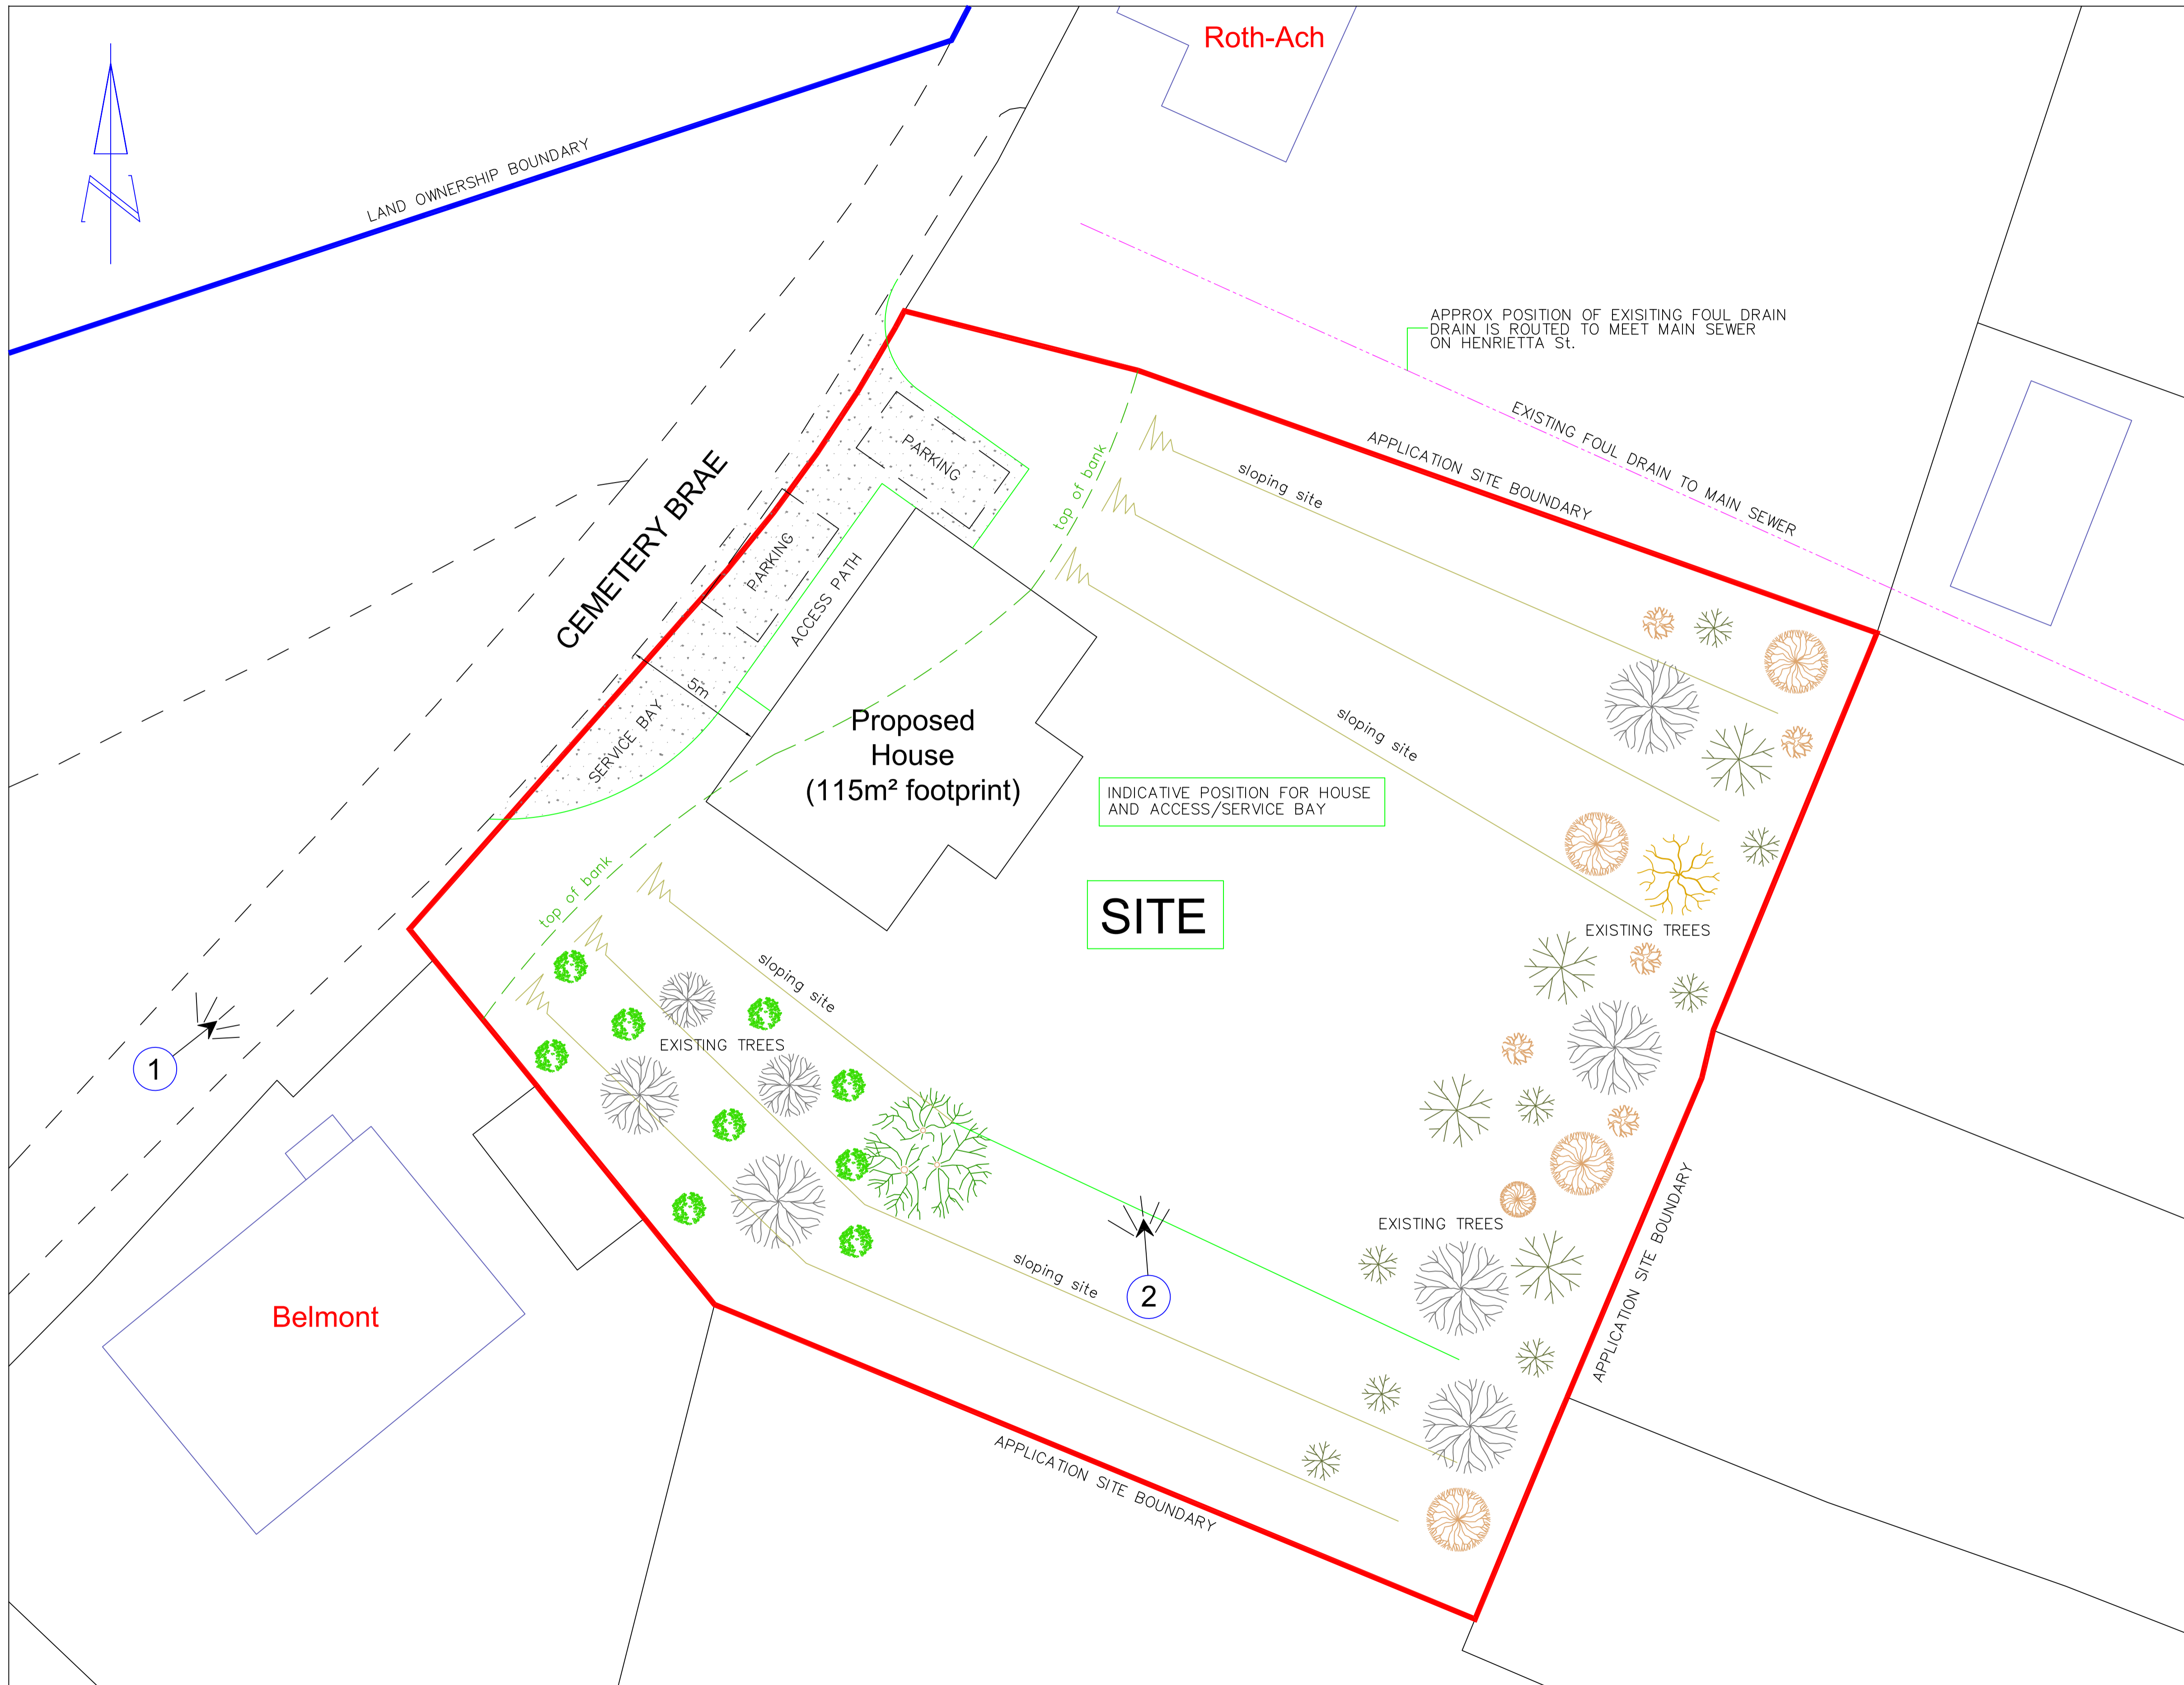 Roth-Ach
N
LAND OWNERSHIP BOUNDARY
APPROX POSITION OF EXISITING FOUL DRAIN
DRAIN IS ROUTED TO MEET MAIN SEWER
ON HENRIETTA St.
EXISTING FOUL DRAIN TO MAIN SEWER
APPLICATION SITE BOUNDARY
CEMETERY BRAE
PARKING
PARKING
ACCESS PATH
top of bank
sloping site
sloping site
5m
SERVICE BAY
Proposed
House
(115m² footprint)
INDICATIVE POSITION FOR HOUSE
AND ACCESS/SERVICE BAY
SITE
top of bank
sloping site
EXISTING TREES
EXISTING TREES
1
EXISTING TREES
sloping site
2
Belmont
APPLICATION SITE BOUNDARY
APPLICATION SITE BOUNDARY